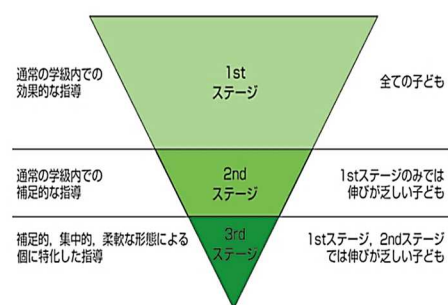 通常の学級内での
効果的な指導
1st
ステージ
全ての子ども
通常の学級内での
補足的な指導
2nd
ステージ
1stステージのみでは
伸びが乏しい子ども
補足的，集中的，柔軟な形態による
個に特化した指導
3rd
ステージ
1stステージ，2ndステージ
では伸びが乏しい子ども